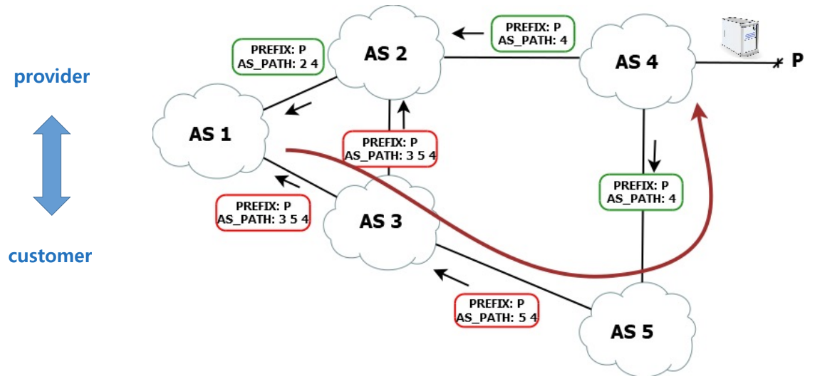 provider
customer
PREFIX: P
AS_PATH: 2 4
AS 2
PREFIX: P
AS_PATH: 4
AS 4
P
AS 1
PREFIX: P
AS_PATH: 3 5 4
PREFIX: P
AS_PATH: 3 5 4
AS 3
PREFIX: P
AS_PATH: 4
PREFIX: P
AS_PATH: 5 4
AS 5